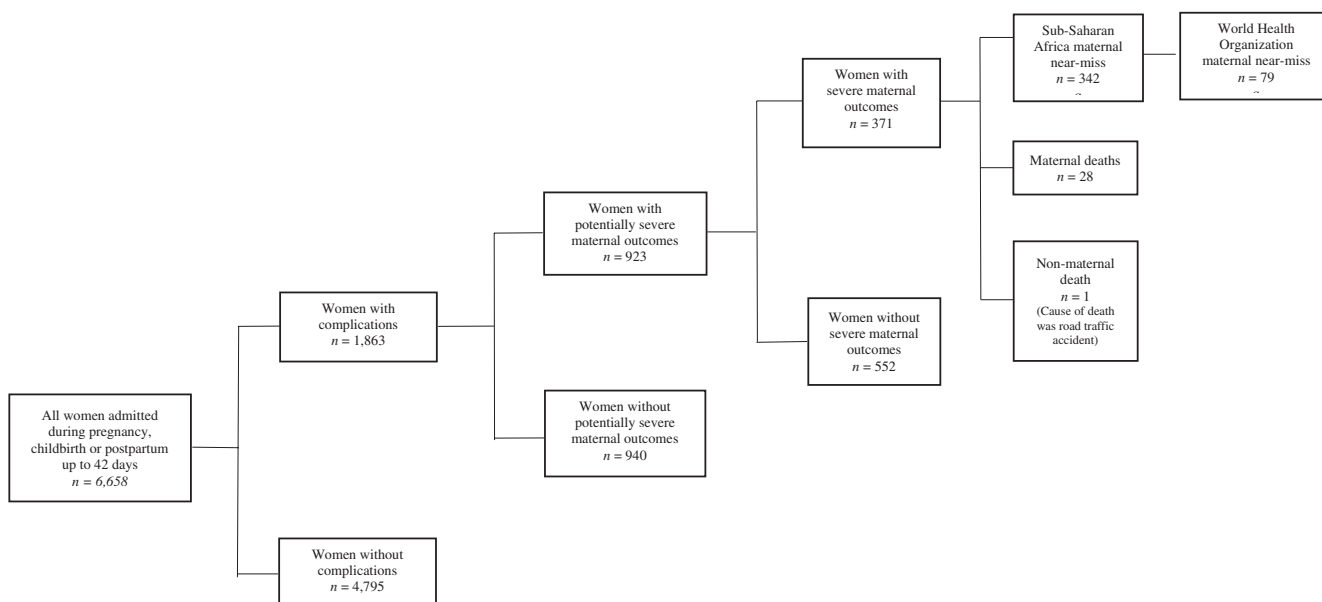 All women admitted
during pregnancy,
childbirth or postpartum
up to 42 days
n = 6,658
Women with
complications
n = 1,863
Women without
complications
n = 4,795
Women with
potentially severe
maternal outcomes
n = 923
Women without
potentially severe
maternal outcomes
n = 940
Women with
severe maternal
outcomes
n = 371
Women without
severe maternal
outcomes
n = 552
Sub-Saharan
Africa maternal
near-miss
n = 342
Maternal deaths
n = 28
Non-maternal
death
n = 1
(Cause of death
was road traffic
accident)
World Health
Organization
maternal near-miss
n = 79